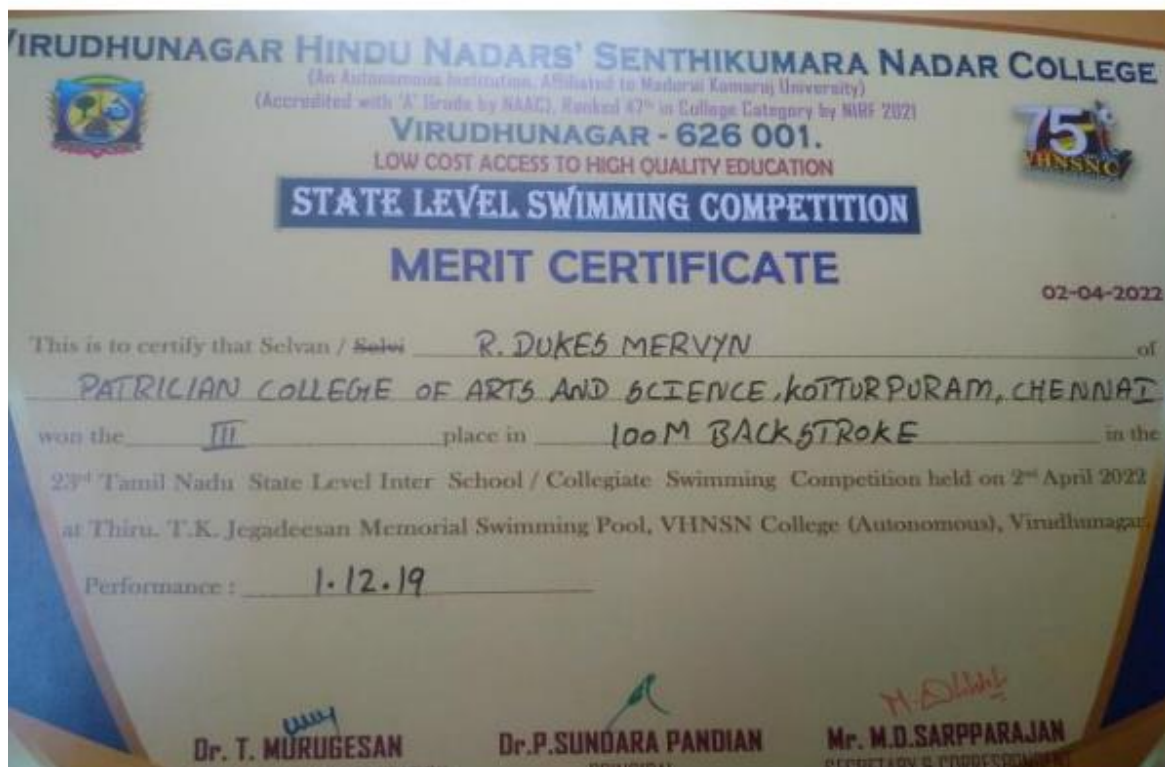 VIRUDHUNAGAR HINDU NADARS' SENTHIKUMARA NADAR COLLEGE
(An Autonomous Institution, Affiliated to Madurai Kamaraj University)
(Accredited with 'A' Grade by NAAC), Ranked 47th in College Category by NIRF 2021
VIRUDHUNAGAR - 626 001.
LOW COST ACCESS TO HIGH QUALITY EDUCATION
75
VHNSNC
STATE LEVEL SWIMMING COMPETITION
MERIT CERTIFICATE
02-04-2022
This is to certify that Selvan / Selvi R. DUKES MERVYN of
PATRICIAN COLLEGE OF ARTS AND SCIENCE, KOTTURPURAM, CHENNAI
won the III place in 100M BACKSTROKE in the
23rd Tamil Nadu State Level Inter School / Collegiate Swimming Competition held on 2nd April 2022
at Thiru. T.K. Jegadeesan Memorial Swimming Pool, VHNSN College (Autonomous), Virudhunagar.
Performance : 1.12.19
Dr. T. MURUGESAN Dr.P.SUNDARA PANDIAN Mr. M.D.SARPPARAJAN
PRINCIPAL SECRETARY & CORRESPONDENT